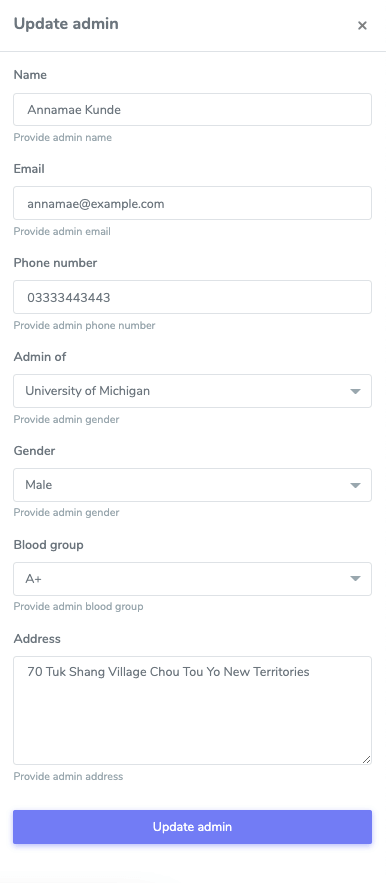 Update admin
×
Name
Annamae Kunde
Provide admin name
Email
annamae@example.com
Provide admin email
Phone number
03333443443
Provide admin phone number
Admin of
University of Michigan
Provide admin gender
Gender
Male
Provide admin gender
Blood group
A+
Provide admin blood group
Address
70 Tuk Shang Village Chou Tou Yo New Territories
Provide admin address
Update admin